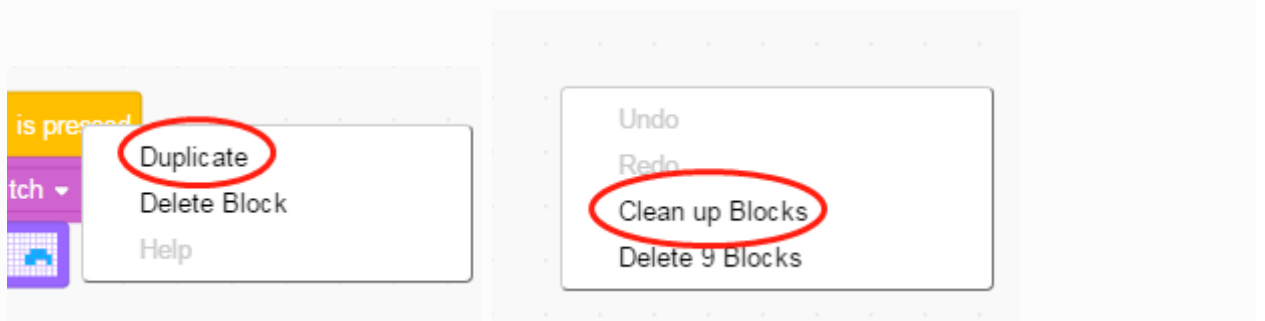 is pressed
tch
Duplicate
Delete Block
Help
Undo
Redo
Clean up Blocks
Delete 9 Blocks